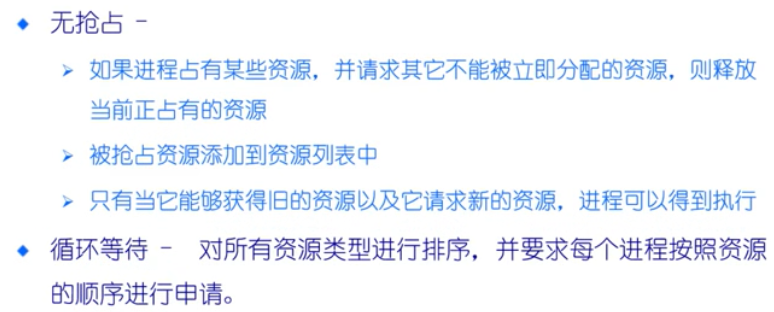 无抢占 -
如果进程占有某些资源，并请求其它不能被立即分配的资源，则释放
当前正占有的资源
被抢占资源添加到资源列表中
只有当它能够获得旧的资源以及它请求新的资源，进程可以得到执行
循环等待 - 对所有资源类型进行排序，并要求每个进程按照资源
的顺序进行申请。